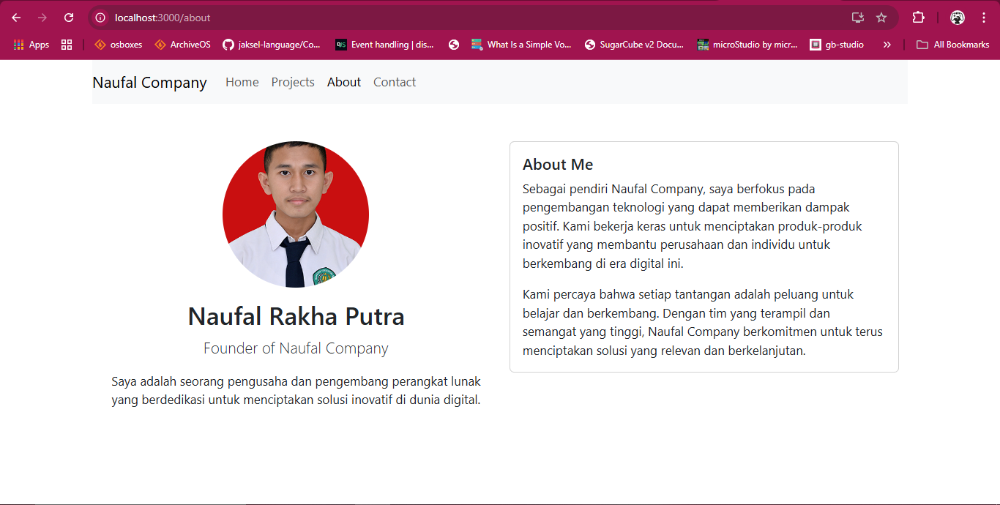 localhost:3000/about
Apps
osboxes
ArchiveOS
jaksel-language/Co...
Event handling | dis...
What Is a Simple Vo...
SugarCube v2 Docu...
microStudio by micr...
gb-studio
All Bookmarks
Naufal Company
Home
Projects
About
Contact
Naufal Rakha Putra
Founder of Naufal Company
Saya adalah seorang pengusaha dan pengembang perangkat lunak
yang berdedikasi untuk menciptakan solusi inovatif di dunia digital.
About Me
Sebagai pendiri Naufal Company, saya berfokus pada
pengembangan teknologi yang dapat memberikan dampak
positif. Kami bekerja keras untuk menciptakan produk-produk
inovatif yang membantu perusahaan dan individu untuk
berkembang di era digital ini.
Kami percaya bahwa setiap tantangan adalah peluang untuk
belajar dan berkembang. Dengan tim yang terampil dan
semangat yang tinggi, Naufal Company berkomitmen untuk terus
menciptakan solusi yang relevan dan berkelanjutan.